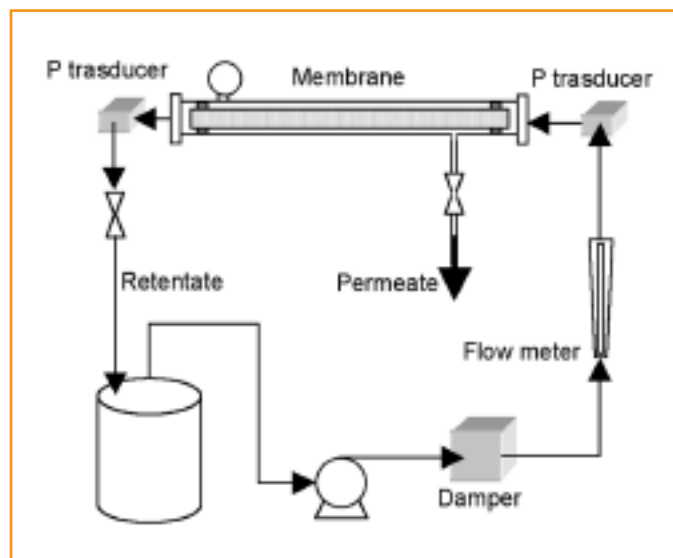 P trasducer
Membrane
P trasducer
Retentate
Permeate
Flow meter
Damper